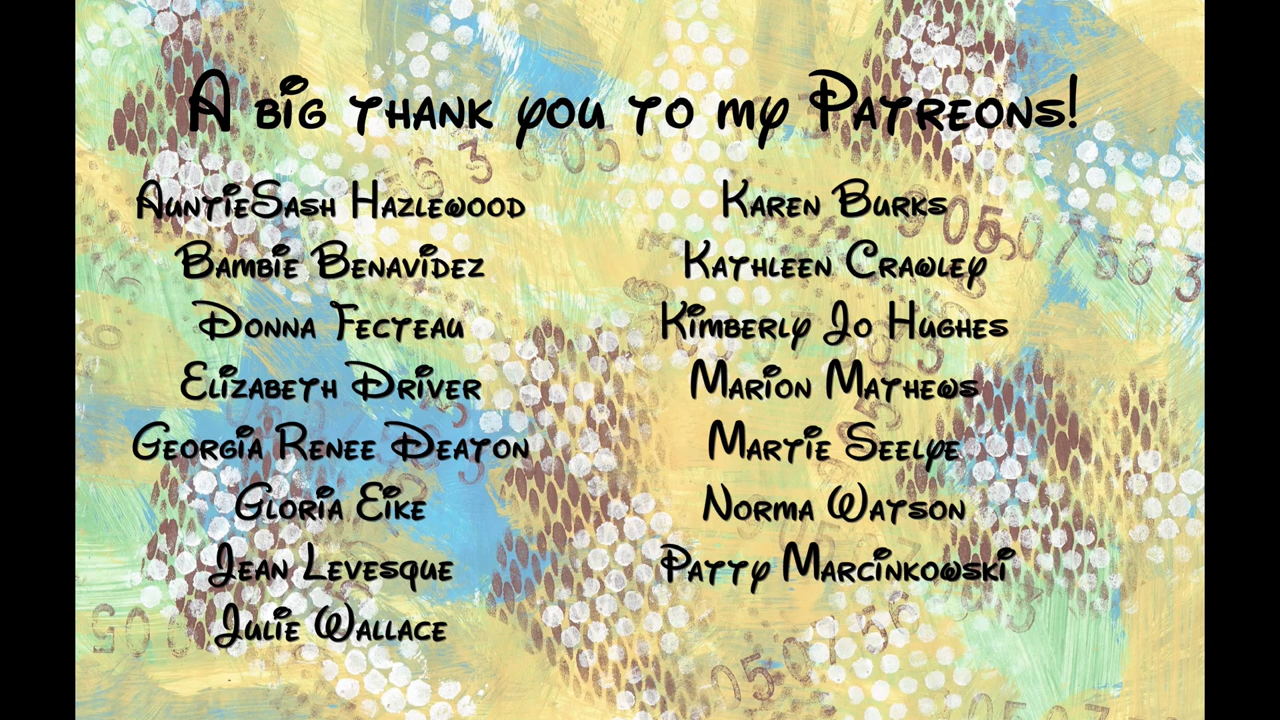 A big thank you to my Patreons!
AuntieSash Hazlewood
Bambie Benavidez
Donna Fecteau
Elizabeth Driver
Georgia Renee Deaton
Gloria Eike
Jean Levesque
Julie Wallace
Karen Burks
Kathleen Crawley
Kimberly Jo Hughes
Marion Mathews
Martie Seelye
Norma Watson
Patty Marcinkowski